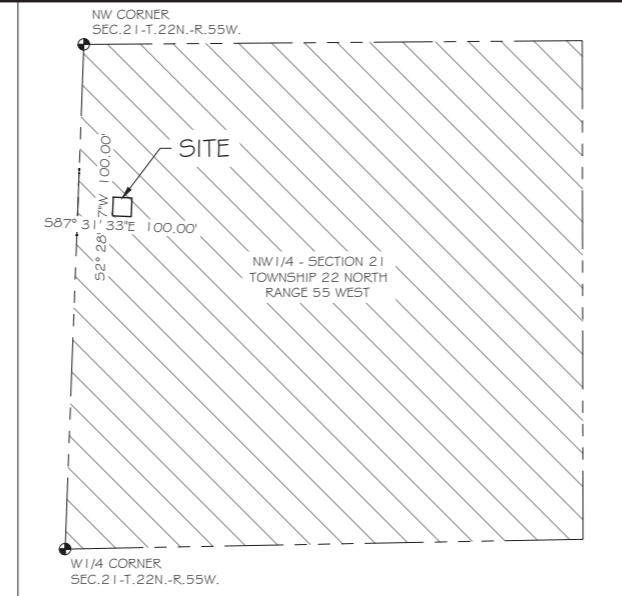 NW CORNER
SEC.21-T.22N.-R.55W.
SITE
S2° 28' 100.00'
S87° 31' 33"E 100.00'
NW1/4 - SECTION 21
TOWNSHIP 22 NORTH
RANGE 55 WEST
W1/4 CORNER
SEC.21-T.22N.-R.55W.